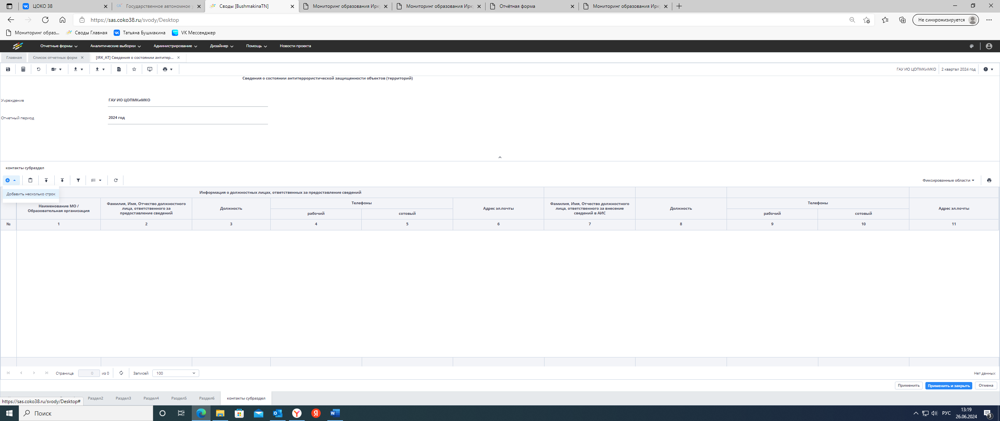 ЦОКО 38
Государственное автономное у
Своды [BushmakinaTN]
Мониторинг образования Ирк
Мониторинг образования Ирк
Отчётная форма
Мониторинг образования Ирк
https://sas.coko38.ru/svody/Desktop
Не синхронизируется
Мониторинг образ...
Своды Главная
Татьяна Бушмакина
VK Мессенджер
Отчетные формы
Аналитические выборки
Администрирование
Дизайнер
Помощь
Новости проекта
Главная
Список отчетных форм
[IRK_AT] Сведения о состоянии антитер...
ГАУ ИО ЦОПМКиМКО
2 квартал 2024 год
Сведения о состоянии антитеррористической защищенности объектов (территорий)
Учреждение
ГАУ ИО ЦОПМКиМКО
Отчетный период
2024 год
контакты субраздел
Фиксированные области
Добавить несколько строк
Информация о должностных лицах, ответственных за предоставление сведений
Наименование МО /
Образовательная организация
Фамилия, Имя, Отчество должностного
лица, ответственного за
предоставление сведений
Должность
Телефоны
рабочий
сотовый
Адрес эл.почты
Фамилия, Имя, Отчество должностного
лица, ответственного за внесение
сведений в АИС
Должность
Телефоны
рабочий
сотовый
Адрес эл.почты
№ 1 2 3 4 5 6 7 8 9 10 11
Страница 0 из 0
Записей 100
Нет данных
Применить
Применить и закрыть
Отмена
Раздел2
Раздел3
Раздел4
Раздел5
Раздел6
контакты субраздел
https://sas.coko38.ru/svody/Desktop#
Поиск
РУС
13:19
26.06.2024
3